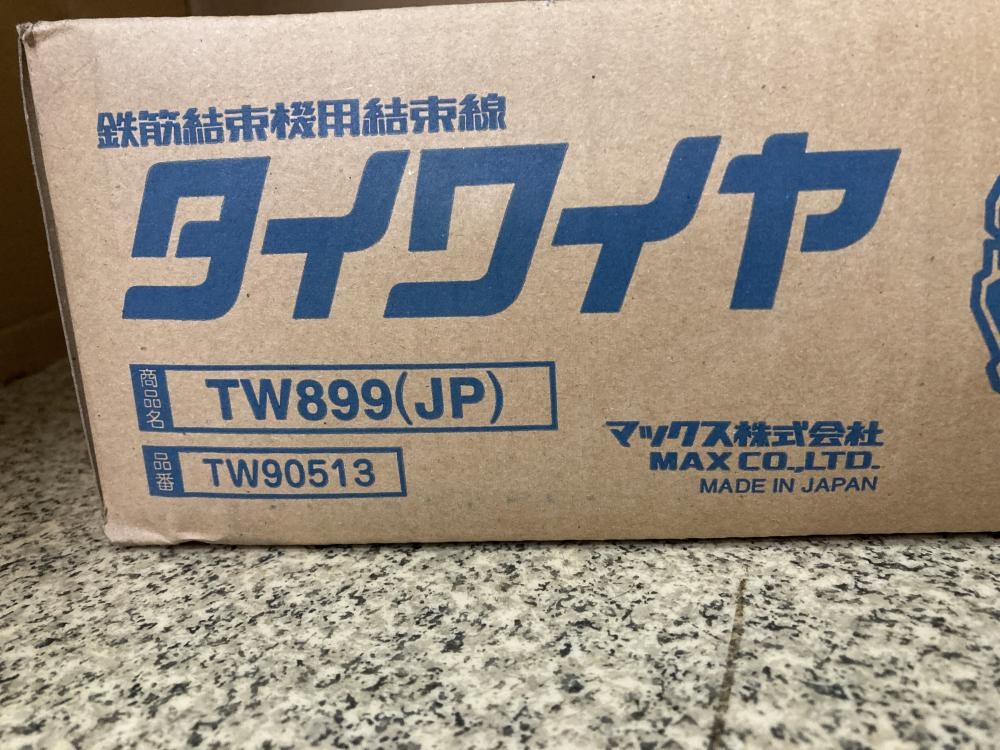 鉄筋結束機用結束線
タイワイヤ
商品名 TW899(JP)
品番 TW90513
マックス株式会社
MAX CO.,LTD.
MADE IN JAPAN